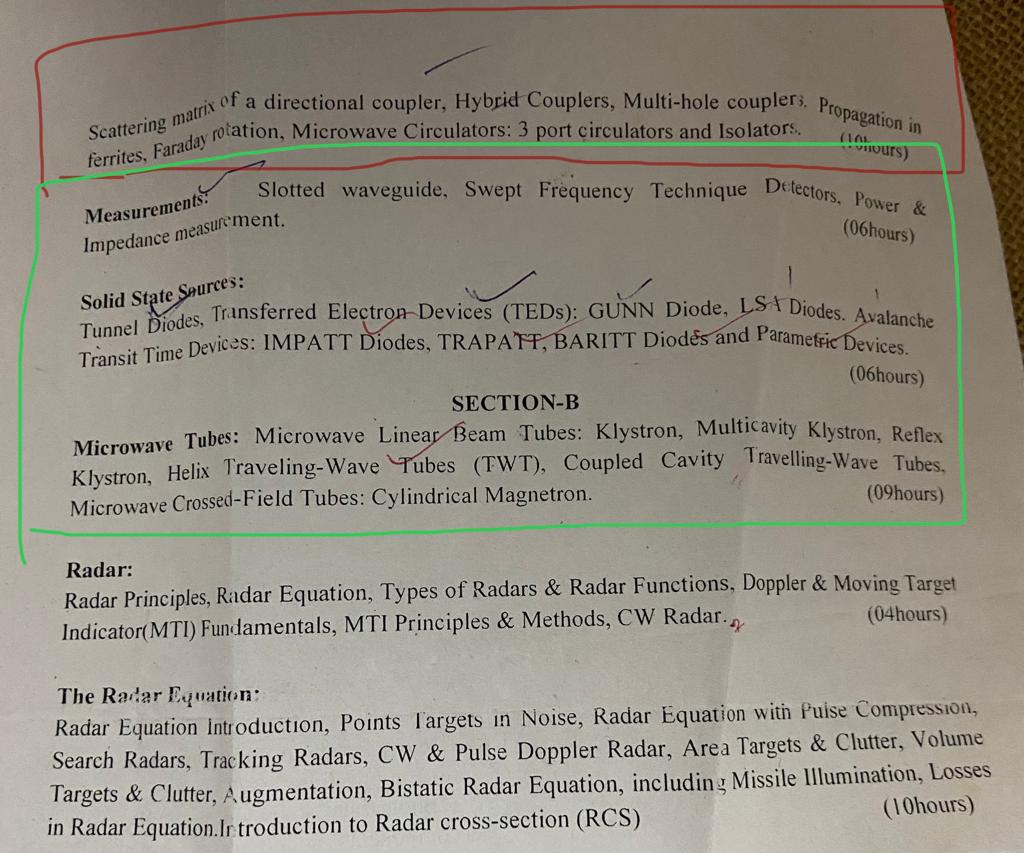 Scattering matrix of a directional coupler, Hybrid Couplers, Multi-hole couplers. Propagation in
ferrites, Faraday rotation, Microwave Circulators: 3 port circulators and Isolators.
(10hours)
Measurements: Slotted waveguide, Swept Frequency Technique Detectors, Power &
Impedance measurement.
(06hours)
Solid State Sources:
Tunnel Diodes, Transferred Electron Devices (TEDs): GUNN Diode, LSA Diodes. Avalanche
Transit Time Devices: IMPATT Diodes, TRAPATT, BARITT Diodes and Parametric Devices.
(06hours)
SECTION-B
Microwave Tubes: Microwave Linear Beam Tubes: Klystron, Multicavity Klystron, Reflex
Klystron, Helix Traveling-Wave Tubes (TWT), Coupled Cavity Travelling-Wave Tubes,
Microwave Crossed-Field Tubes: Cylindrical Magnetron. (09hours)
Radar:
Radar Principles, Radar Equation, Types of Radars & Radar Functions, Doppler & Moving Target
Indicator(MTI) Fundamentals, MTI Principles & Methods, CW Radar. (04hours)
The Radar Equation:
Radar Equation Introduction, Points Targets in Noise, Radar Equation with Pulse Compression,
Search Radars, Tracking Radars, CW & Pulse Doppler Radar, Area Targets & Clutter, Volume
Targets & Clutter, Augmentation, Bistatic Radar Equation, including Missile Illumination, Losses
in Radar Equation.Introduction to Radar cross-section (RCS) (10hours)